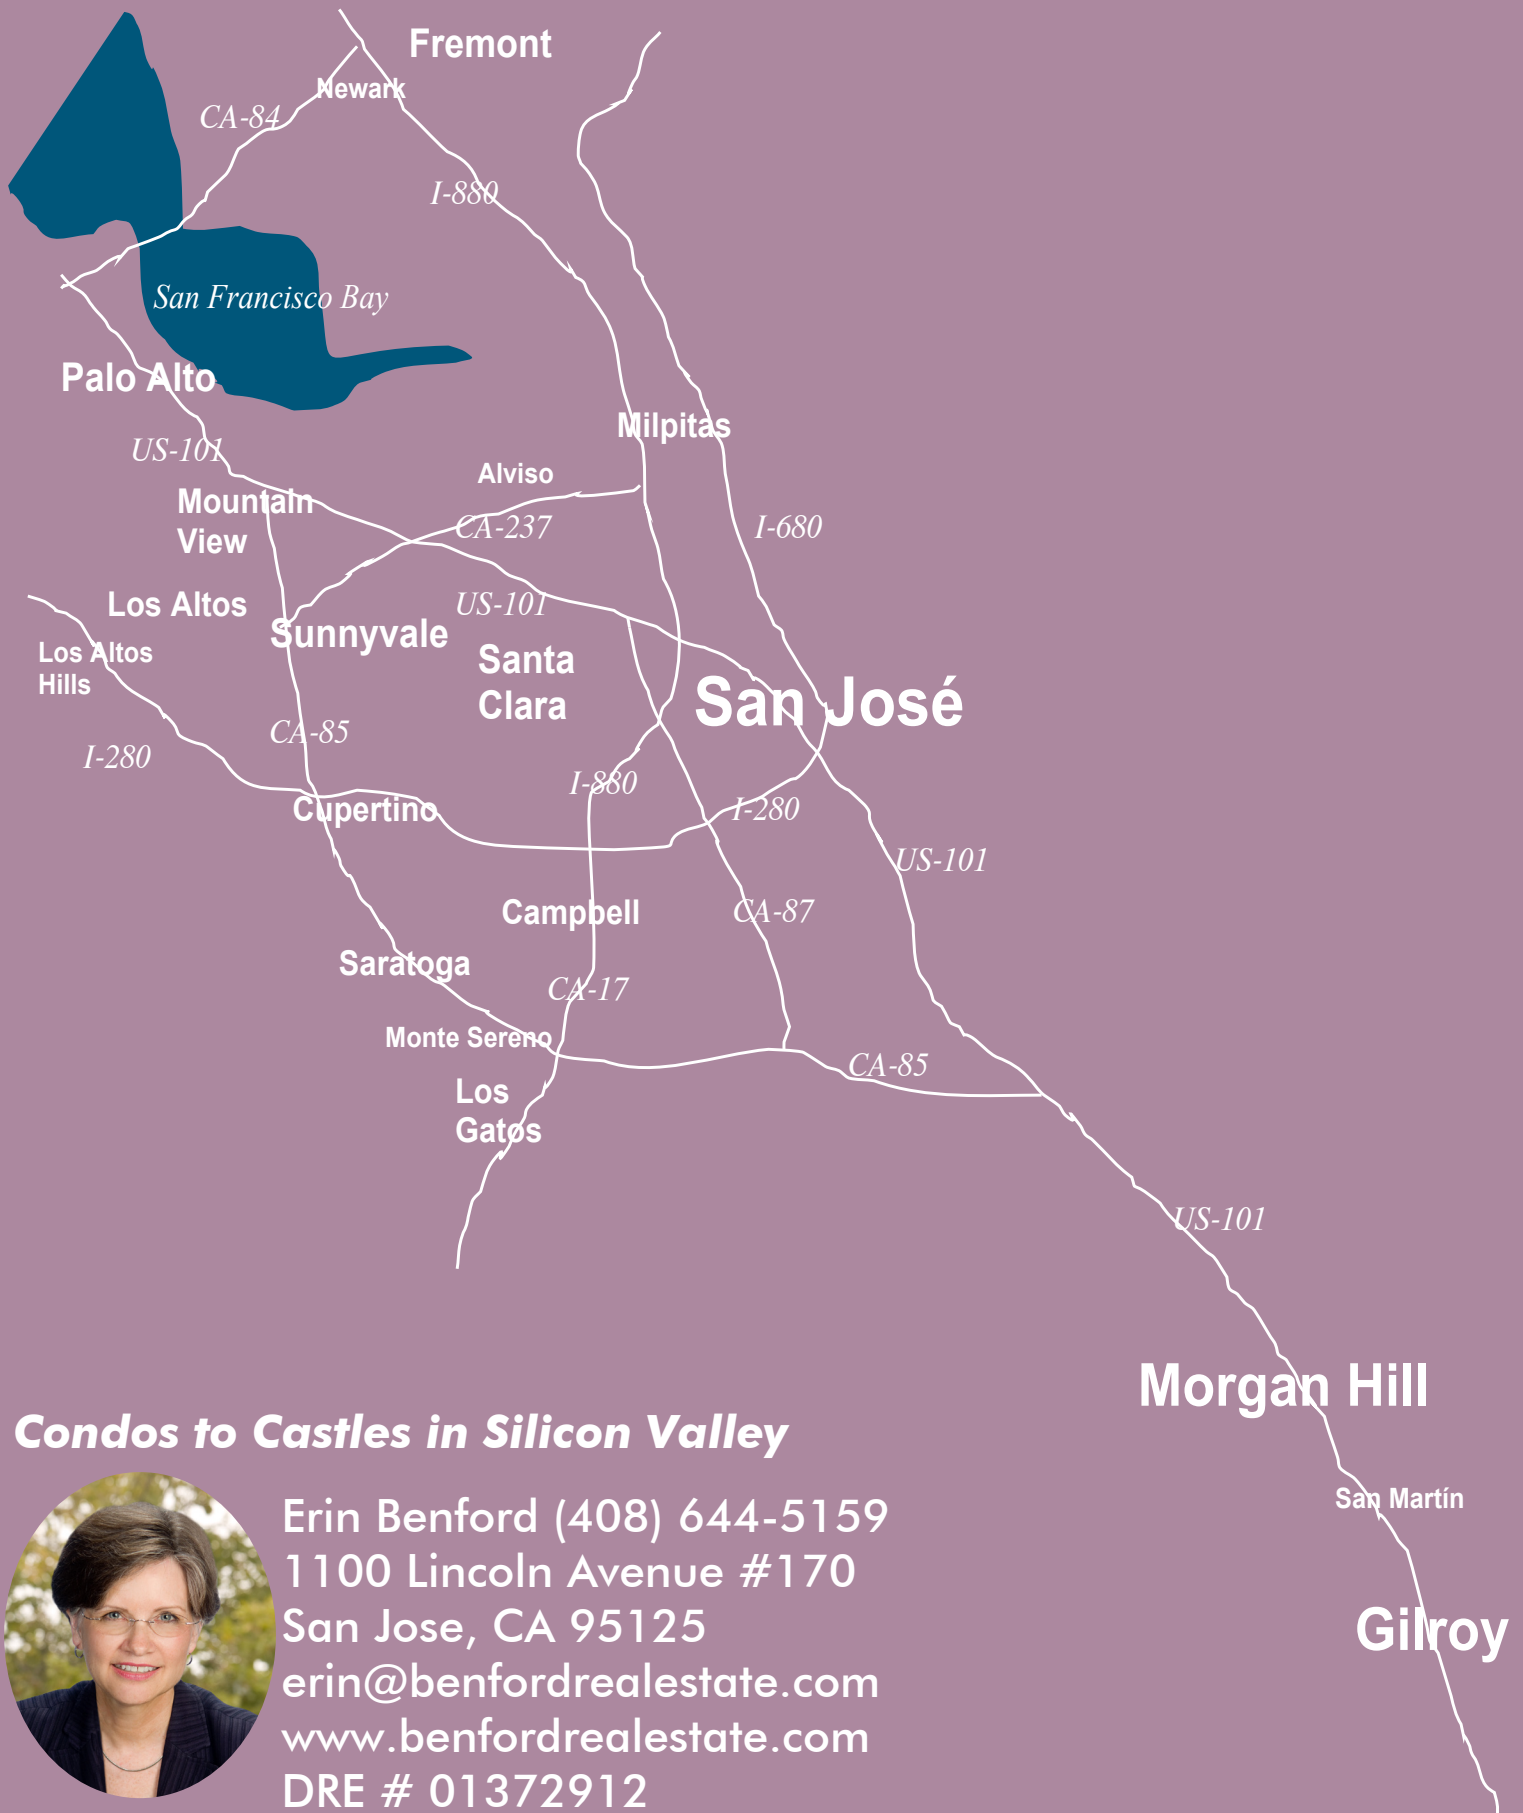 Fremont
Newark
CA-84
I-880
San Francisco Bay
Palo Alto
Milpitas
US-101
Alviso
Mountain
View
CA-237
I-680
Los Altos
US-101
Sunnyvale
Los Altos
Hills
Santa
Clara
San José
CA-85
I-280
I-880
Cupertino
I-280
US-101
Campbell
CA-87
Saratoga
CA-17
Monte Sereno
CA-85
Los
Gatos
US-101
Morgan Hill
San Martín
Gilroy
Condos to Castles in Silicon Valley
Erin Benford (408) 644-5159
1100 Lincoln Avenue #170
San Jose, CA 95125
erin@benfordrealestate.com
www.benfordrealestate.com
DRE # 01372912